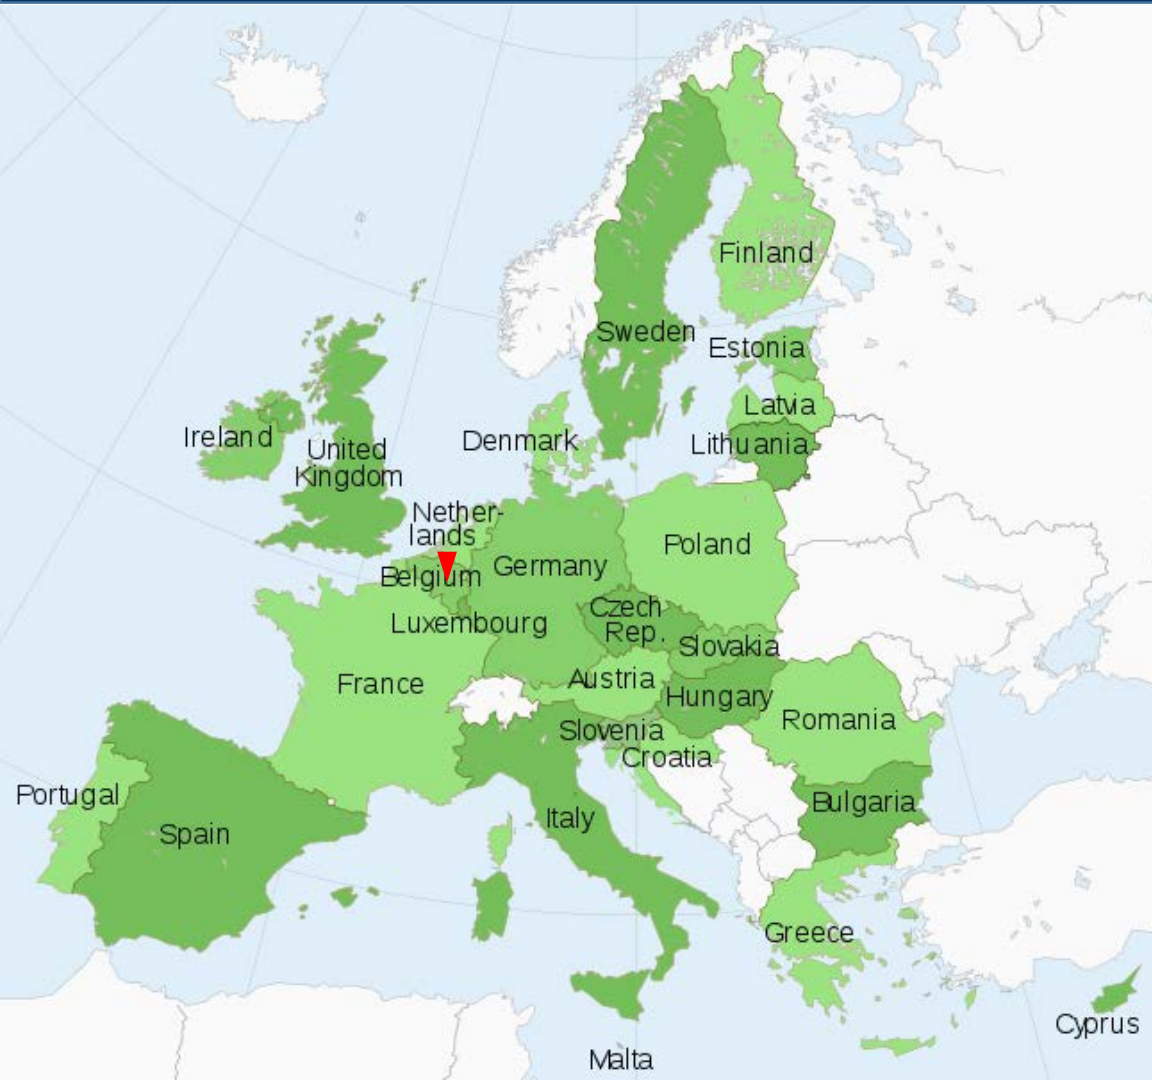 Finland
Sweden
Estonia
Latvia
Lithuania
Denmark
Ireland
United
Kingdom
Nether-
lands
Belgium
Germany
Poland
Luxembourg
Czech
Rep.
Slovakia
France
Austria
Hungary
Romania
Slovenia
Croatia
Portugal
Spain
Italy
Bulgaria
Greece
Cyprus
Malta